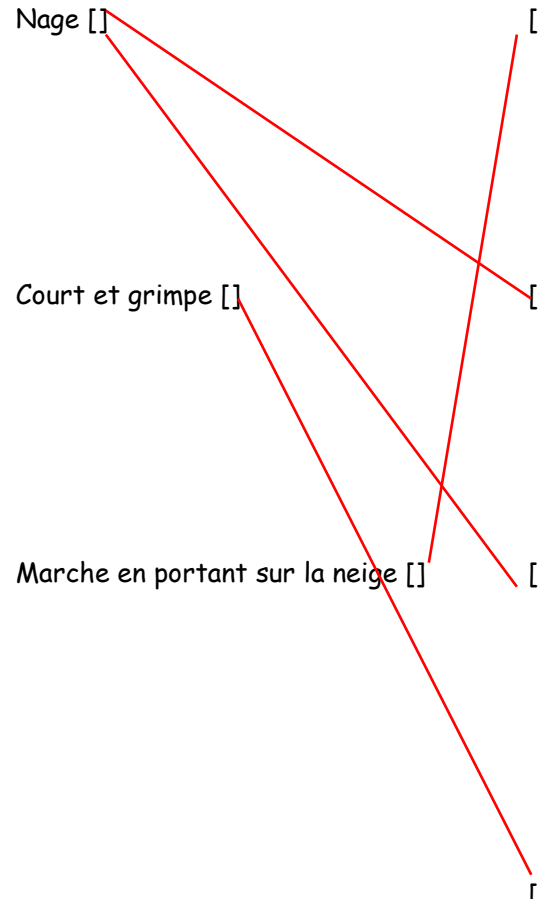 Nage [] [
Court et grimpe [] [
Marche en portant sur la neige [] [
[